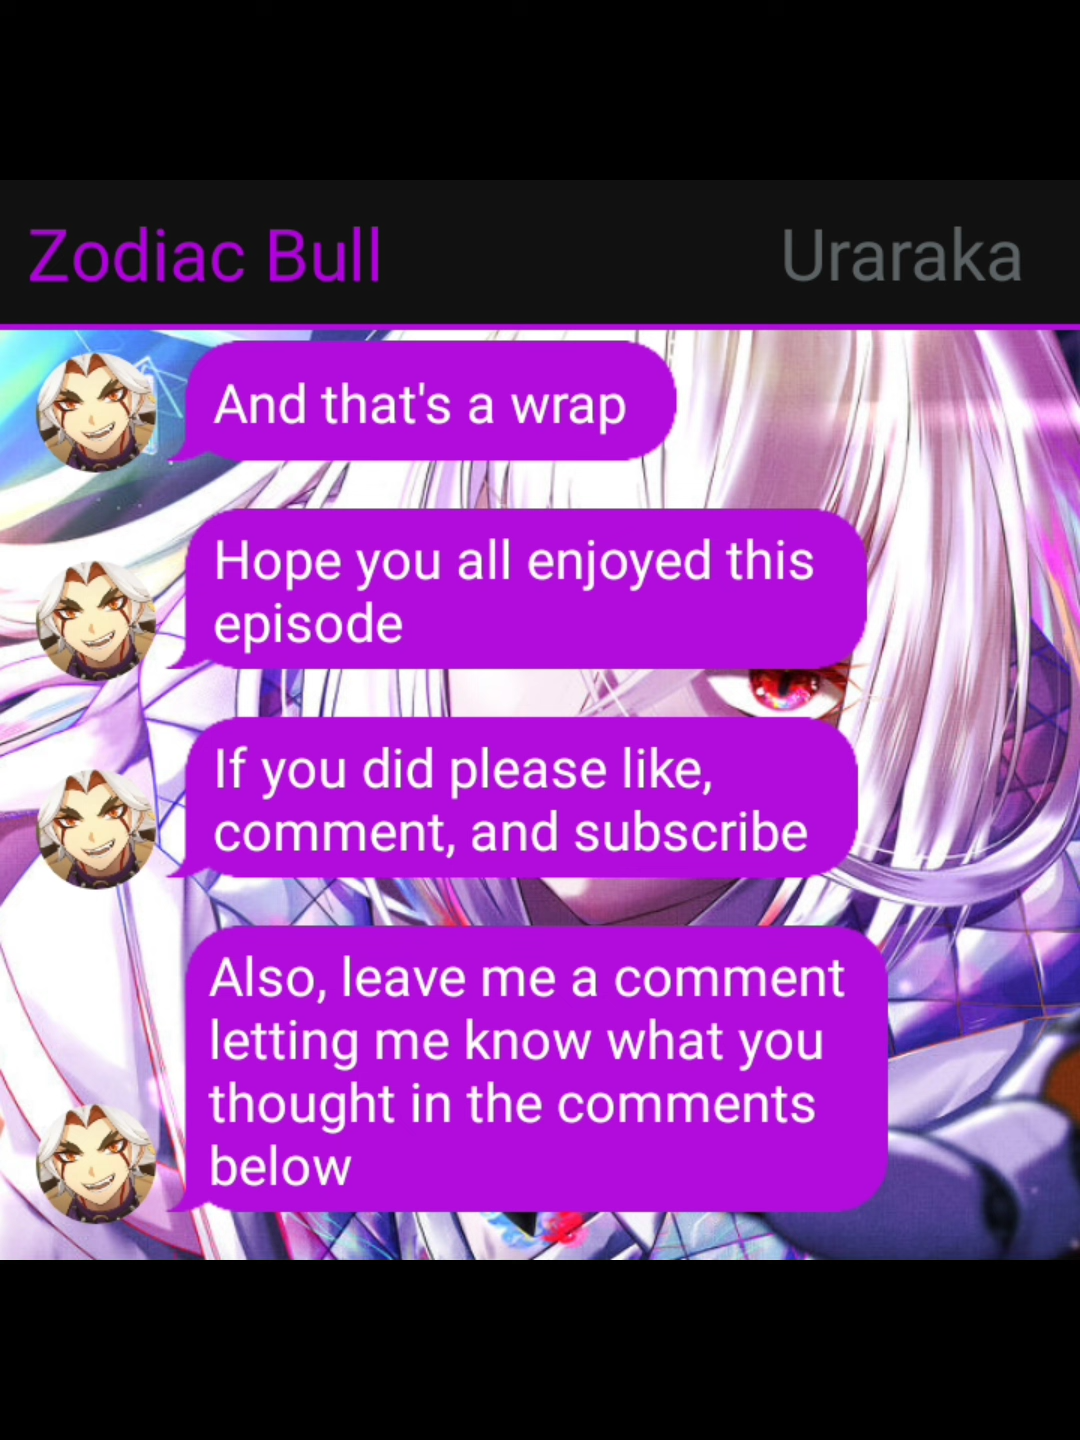 Zodiac Bull
Uraraka
And that's a wrap
Hope you all enjoyed this
episode
If you did please like,
comment, and subscribe
Also, leave me a comment
letting me know what you
thought in the comments
below